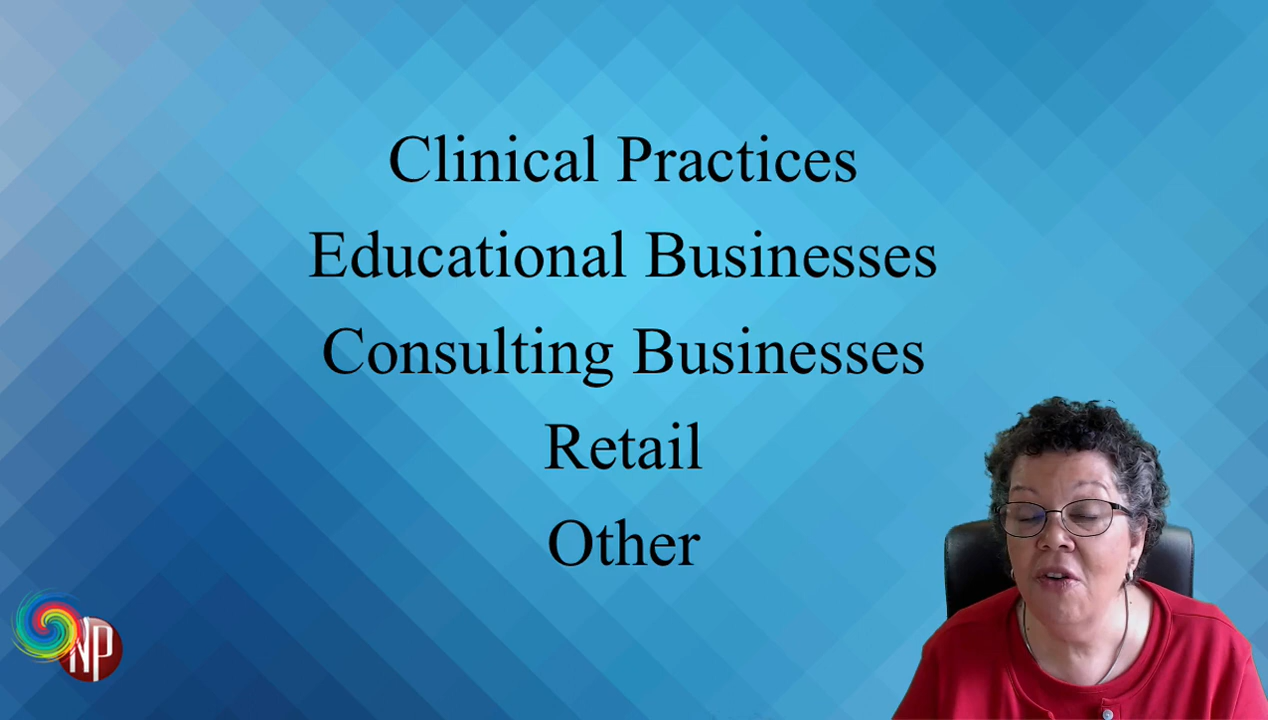 Clinical Practices
Educational Businesses
Consulting Businesses
Retail
Other
NP